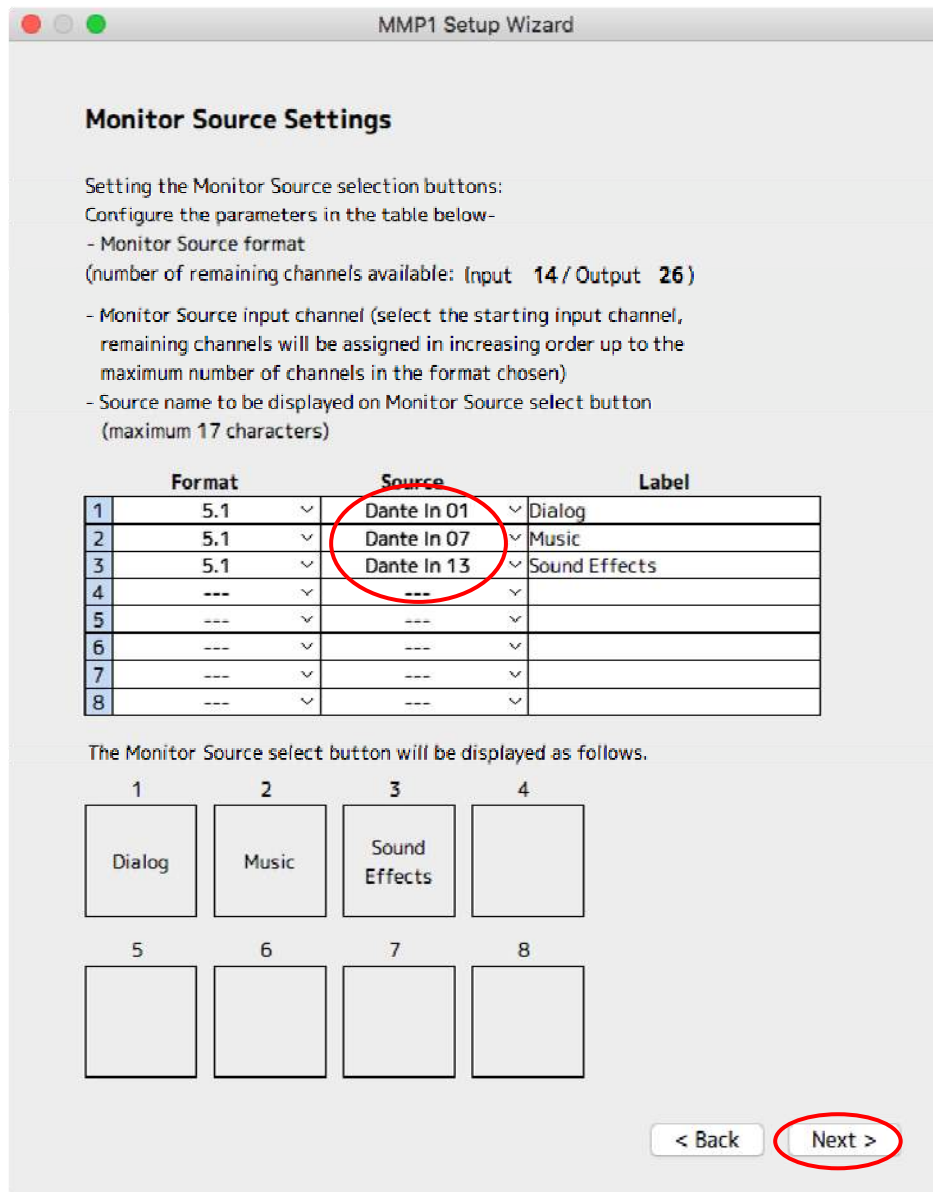 MMP1 Setup Wizard
Monitor Source Settings
Setting the Monitor Source selection buttons:
Configure the parameters in the table below-
- Monitor Source format
(number of remaining channels available: Input 14 / Output 26 )
- Monitor Source input channel (select the starting input channel,
remaining channels will be assigned in increasing order up to the
maximum number of channels in the format chosen)
- Source name to be displayed on Monitor Source select button
(maximum 17 characters)
Format Source Label
1 5.1 Dante In 01 Dialog
2 5.1 Dante In 07 Music
3 5.1 Dante In 13 Sound Effects
4 --- ---
5 --- ---
6 --- ---
7 --- ---
8 --- ---
The Monitor Source select button will be displayed as follows.
1 2 3 4
Dialog Music Sound
Effects
5 6 7 8
< Back Next >